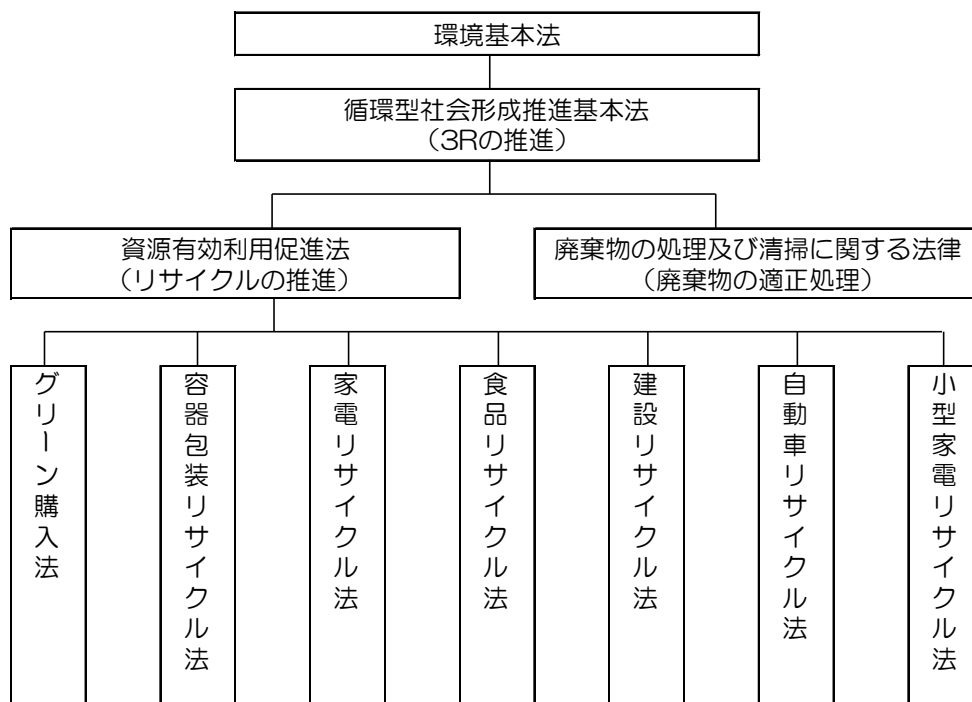 環境基本法
循環型社会形成推進基本法
（3Rの推進）
資源有効利用促進法
（リサイクルの推進）
廃棄物の処理及び清掃に関する法律
（廃棄物の適正処理）
グリーン購入法
容器包装リサイクル法
家電リサイクル法
食品リサイクル法
建設リサイクル法
自動車リサイクル法
小型家電リサイクル法